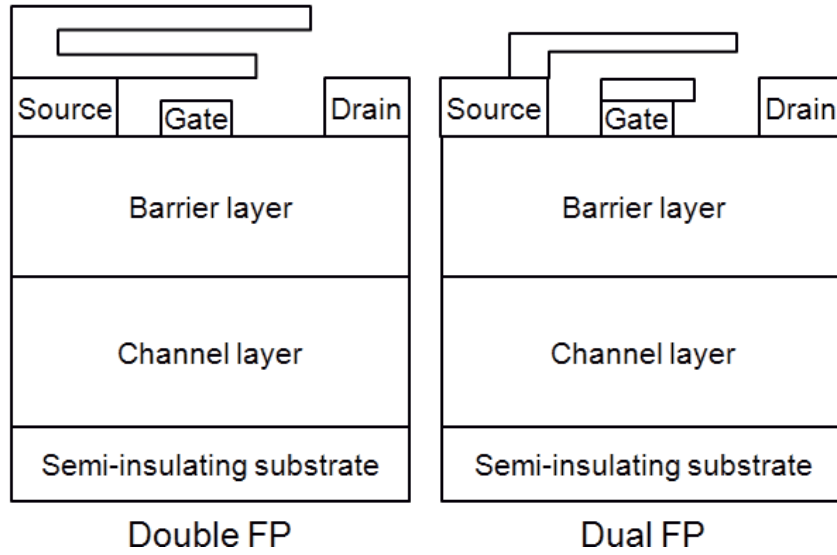 Source Gate Drain
Barrier layer
Channel layer
Semi-insulating substrate
Double FP
Source Gate Drain
Barrier layer
Channel layer
Semi-insulating substrate
Dual FP